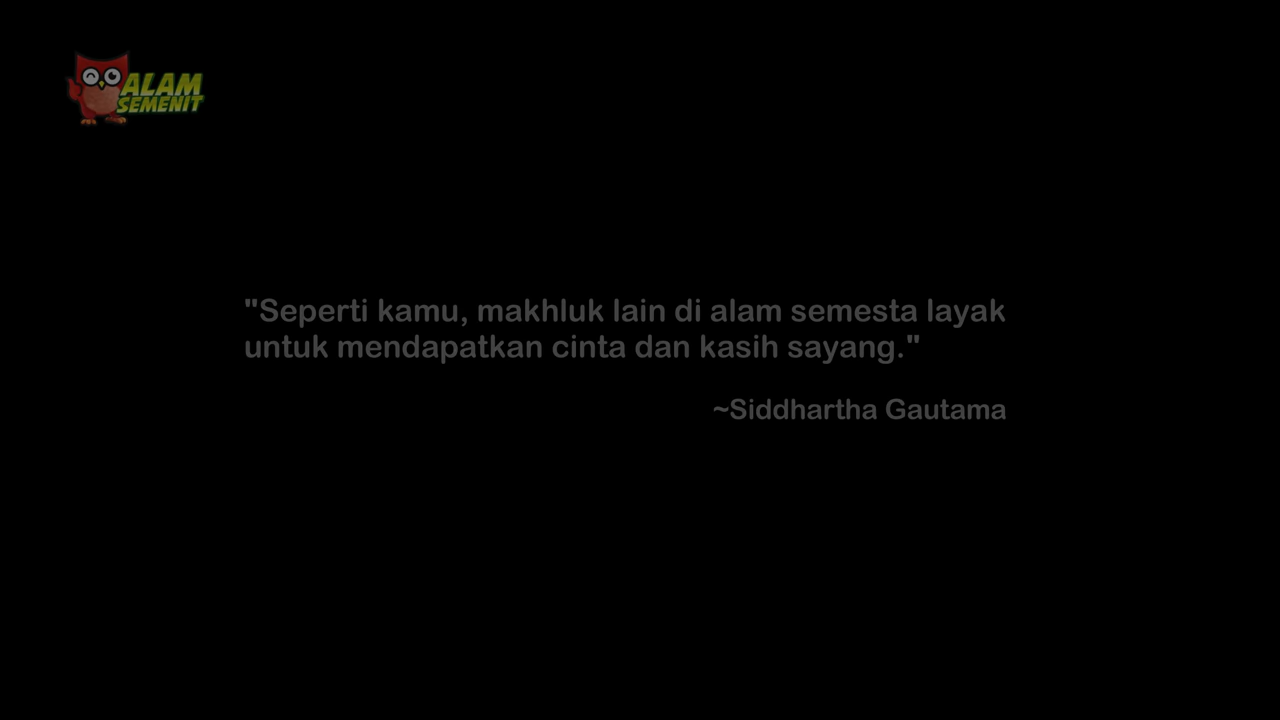 ALAM
SEMENIT
"Seperti kamu, makhluk lain di alam semesta layak
untuk mendapatkan cinta dan kasih sayang."
~Siddhartha Gautama